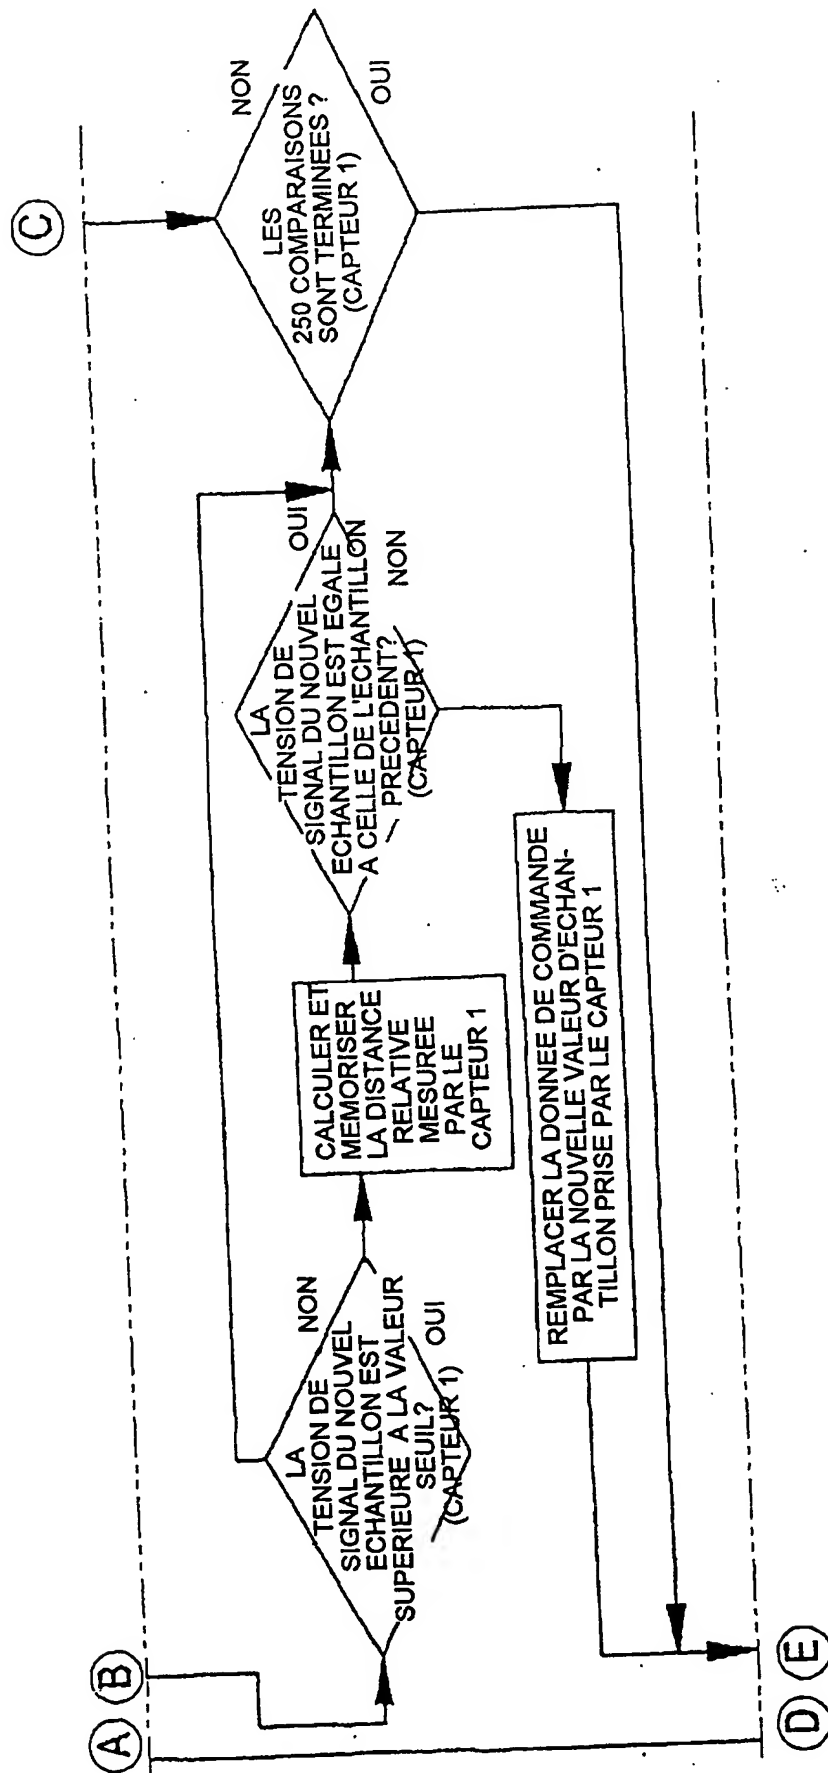 A
B
C
LA
TENSION DE
SIGNAL DU NOUVEL
ECHANTILLON EST
SUPERIEURE A LA VALEUR
SEUIL?
(CAPTEUR 1)
NON
OUI
CALCULER ET
MEMORISER
LA DISTANCE
RELATIVE
MESUREE
PAR LE
CAPTEUR 1
LA
TENSION DE
SIGNAL DU NOUVEL
ECHANTILLON EST EGALE
A CELLE DE L'ECHANTILLON
PRECEDENT?
(CAPTEUR 1)
OUI
NON
LES
250 COMPARAISONS
SONT TERMINEES ?
(CAPTEUR 1)
NON
OUI
REMPLACER LA DONNEE DE COMMANDE
PAR LA NOUVELLE VALEUR D'ECHAN-
TILLON PRISE PAR LE CAPTEUR 1
D
E